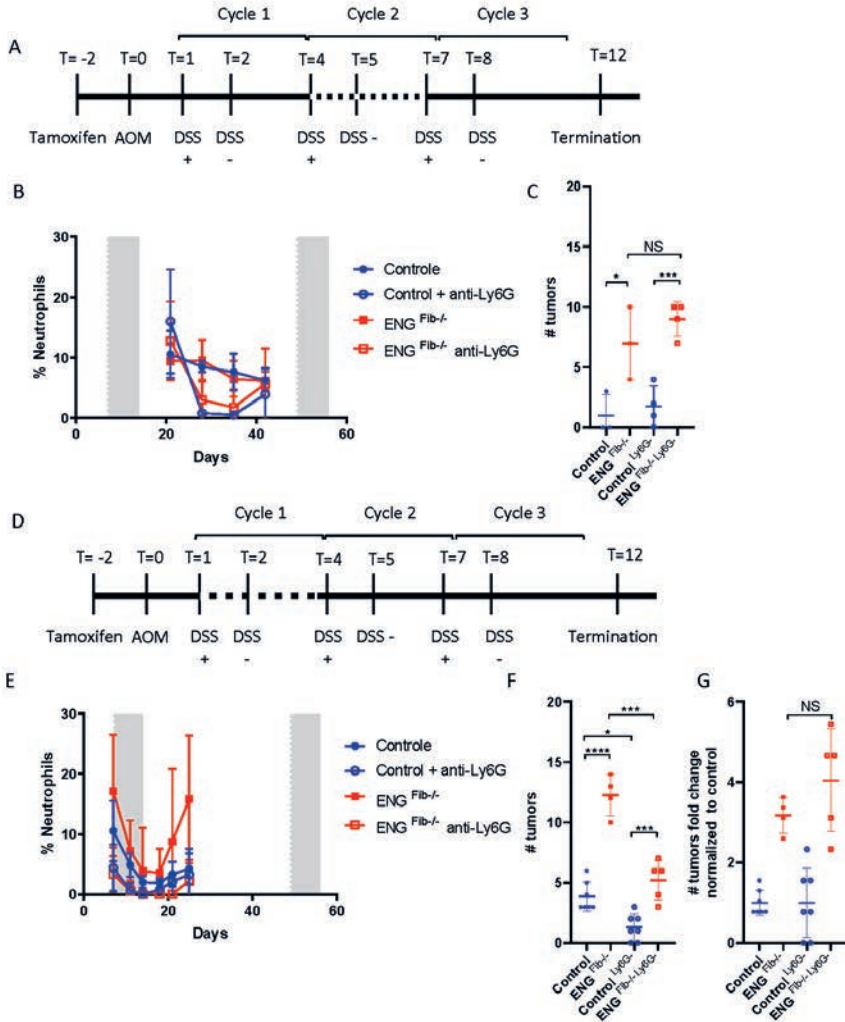 A
Cycle 1 Cycle 2 Cycle 3
T= -2 T=0 T=1 T=2 T=4 T=5 T=7 T=8 T=12
Tamoxifen AOM DSS DSS DSS DSS - DSS DSS Termination
+ - + + -
B
% Neutrophils
30
20
10
0
0 20 40 60
Days
Controle
Control + anti-Ly6G
ENG Fib-/-
ENG Fib-/- anti-Ly6G
C
# tumors
20
15
10
5
0
NS
* ***
Control
ENG Fib-/-
Control Ly6G-
ENG Fib-/- Ly6G-
D
Cycle 1 Cycle 2 Cycle 3
T= -2 T=0 T=1 T=2 T=4 T=5 T=7 T=8 T=12
Tamoxifen AOM DSS DSS DSS DSS - DSS DSS Termination
+ - + + -
E
% Neutrophils
30
20
10
0
0 20 40 60
Days
Controle
Control + anti-Ly6G
ENG Fib-/-
ENG Fib-/- anti-Ly6G
F
# tumors
20
15
10
5
0
***
*
****
***
Control
ENG Fib-/-
Control Ly6G-
ENG Fib-/- Ly6G-
G
# tumors fold change
normalized to control
6
4
2
0
NS
Control
ENG Fib-/-
Control Ly6G-
ENG Fib-/- Ly6G-